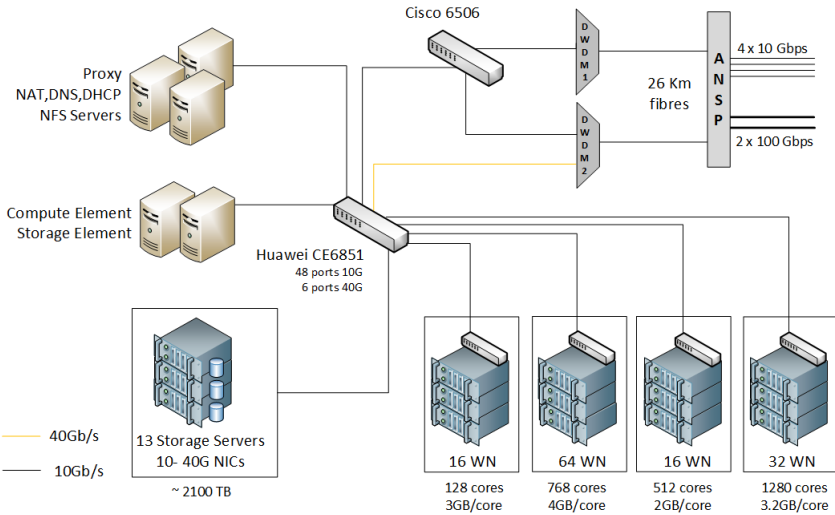 Cisco 6506
DWDM1
ANSP
4 x 10 Gbps
Proxy
NAT,DNS,DHCP
NFS Servers
26 Km
fibres
DWDM2
2 x 100 Gbps
Compute Element
Storage Element
Huawei CE6851
48 ports 10G
6 ports 40G
13 Storage Servers
10- 40G NICs
~ 2100 TB
40Gb/s
10Gb/s
16 WN
64 WN
16 WN
32 WN
128 cores
3GB/core
768 cores
4GB/core
512 cores
2GB/core
1280 cores
3.2GB/core